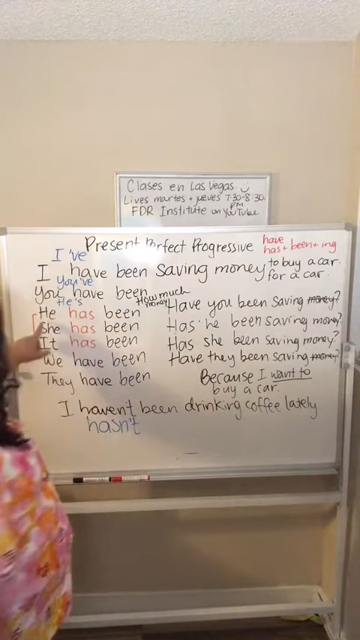 Clases en Las Vegas
Lives martes + jueves 7:30-8:30
PM
FDR Institute on YouTube
Present Perfect Progressive
have
has + been + ing
I've
I have been saving money to buy a car.
for a car.
You've
You have been
He's
How much money
Have you been saving money?
He has been
Has he been saving money?
She has been
Has she been saving money?
It has been
Have they been saving money?
We have been
Because I want to
buy a car.
They have been
I haven't been drinking coffee lately
hasn't